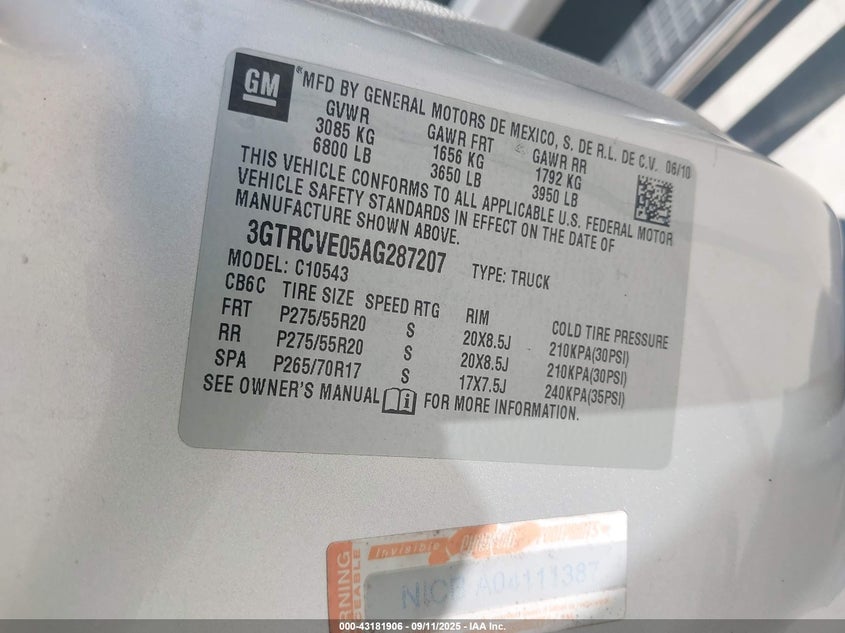 GM
® MFD BY GENERAL MOTORS DE MEXICO, S. DE R.L. DE C.V. 06/10
GVWR GAWR FRT GAWR RR
3085 KG 1656 KG 1792 KG
6800 LB 3650 LB 3950 LB
THIS VEHICLE CONFORMS TO ALL APPLICABLE U.S. FEDERAL MOTOR
VEHICLE SAFETY STANDARDS IN EFFECT ON THE DATE OF
MANUFACTURE SHOWN ABOVE.
3GTRCVE05AG287207 TYPE: TRUCK
MODEL: C10543
CB6C TIRE SIZE SPEED RTG RIM COLD TIRE PRESSURE
FRT P275/55R20 S 20X8.5J 210KPA(30PSI)
RR P275/55R20 S 20X8.5J 210KPA(30PSI)
SPA P265/70R17 S 17X7.5J 240KPA(35PSI)
SEE OWNER'S MANUAL FOR MORE INFORMATION.
Invisible
WARNING
NICB A04111387
000-43181906 - 09/11/2025 - IAA Inc.